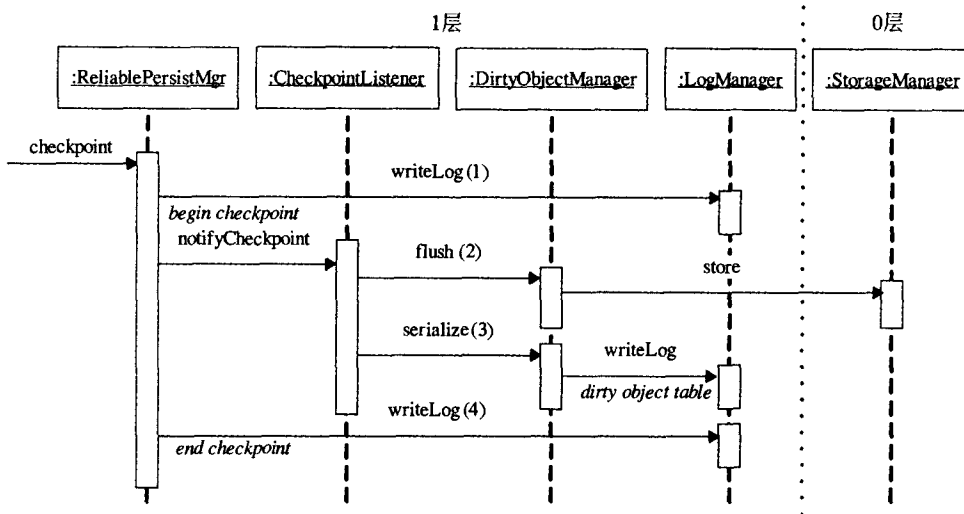 1层
0层
:ReliablePersistMgr
:CheckpointListener
:DirtyObjectManager
:LogManager
:StorageManager
checkpoint
writeLog(1)
begin checkpoint
notifyCheckpoint
flush(2)
store
serialize(3)
writeLog
dirty object table
writeLog(4)
end checkpoint